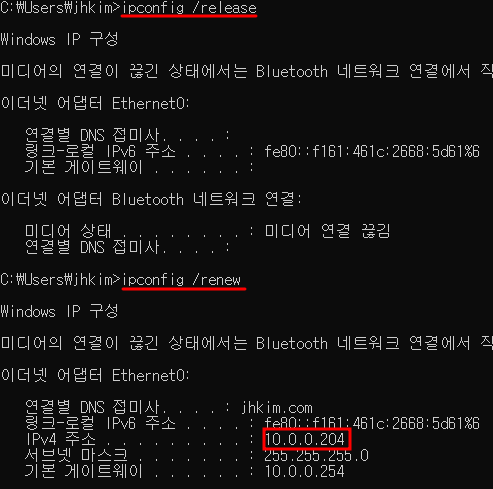 C:\Users\jhkim>ipconfig /release
Windows IP 구성
미디어의 연결이 끊긴 상태에서는 Bluetooth 네트워크 연결에서 직
이더넷 어댑터 Ethernet0:
연결별 DNS 접미사. . . . :
링크-로컬 IPv6 주소 . . . . : fe80::f161:461c:2668:5d61%6
기본 게이트웨이 . . . . . . :
이더넷 어댑터 Bluetooth 네트워크 연결:
미디어 상태 . . . . . . . . : 미디어 연결 끊김
연결별 DNS 접미사. . . . :
C:\Users\jhkim>ipconfig /renew
Windows IP 구성
미디어의 연결이 끊긴 상태에서는 Bluetooth 네트워크 연결에서 직
이더넷 어댑터 Ethernet0:
연결별 DNS 접미사. . . . : jhkim.com
링크-로컬 IPv6 주소 . . . . : fe80::f161:461c:2668:5d61%6
IPv4 주소 . . . . . . . . . : 10.0.0.204
서브넷 마스크 . . . . . . . : 255.255.255.0
기본 게이트웨이 . . . . . . : 10.0.0.254